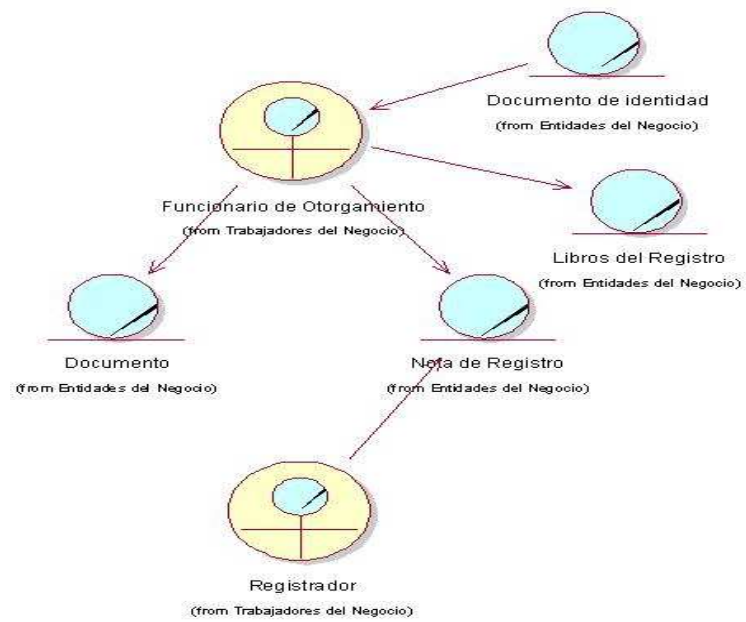 Documento de identidad
(from Entidades del Negocio)
Funcionario de Otorgamiento
(from Trabajadores del Negocio)
Libros del Registro
(from Entidades del Negocio)
Documento
(from Entidades del Negocio)
Nota de Registro
(from Entidades del Negocio)
Registrador
(from Trabajadores del Negocio)